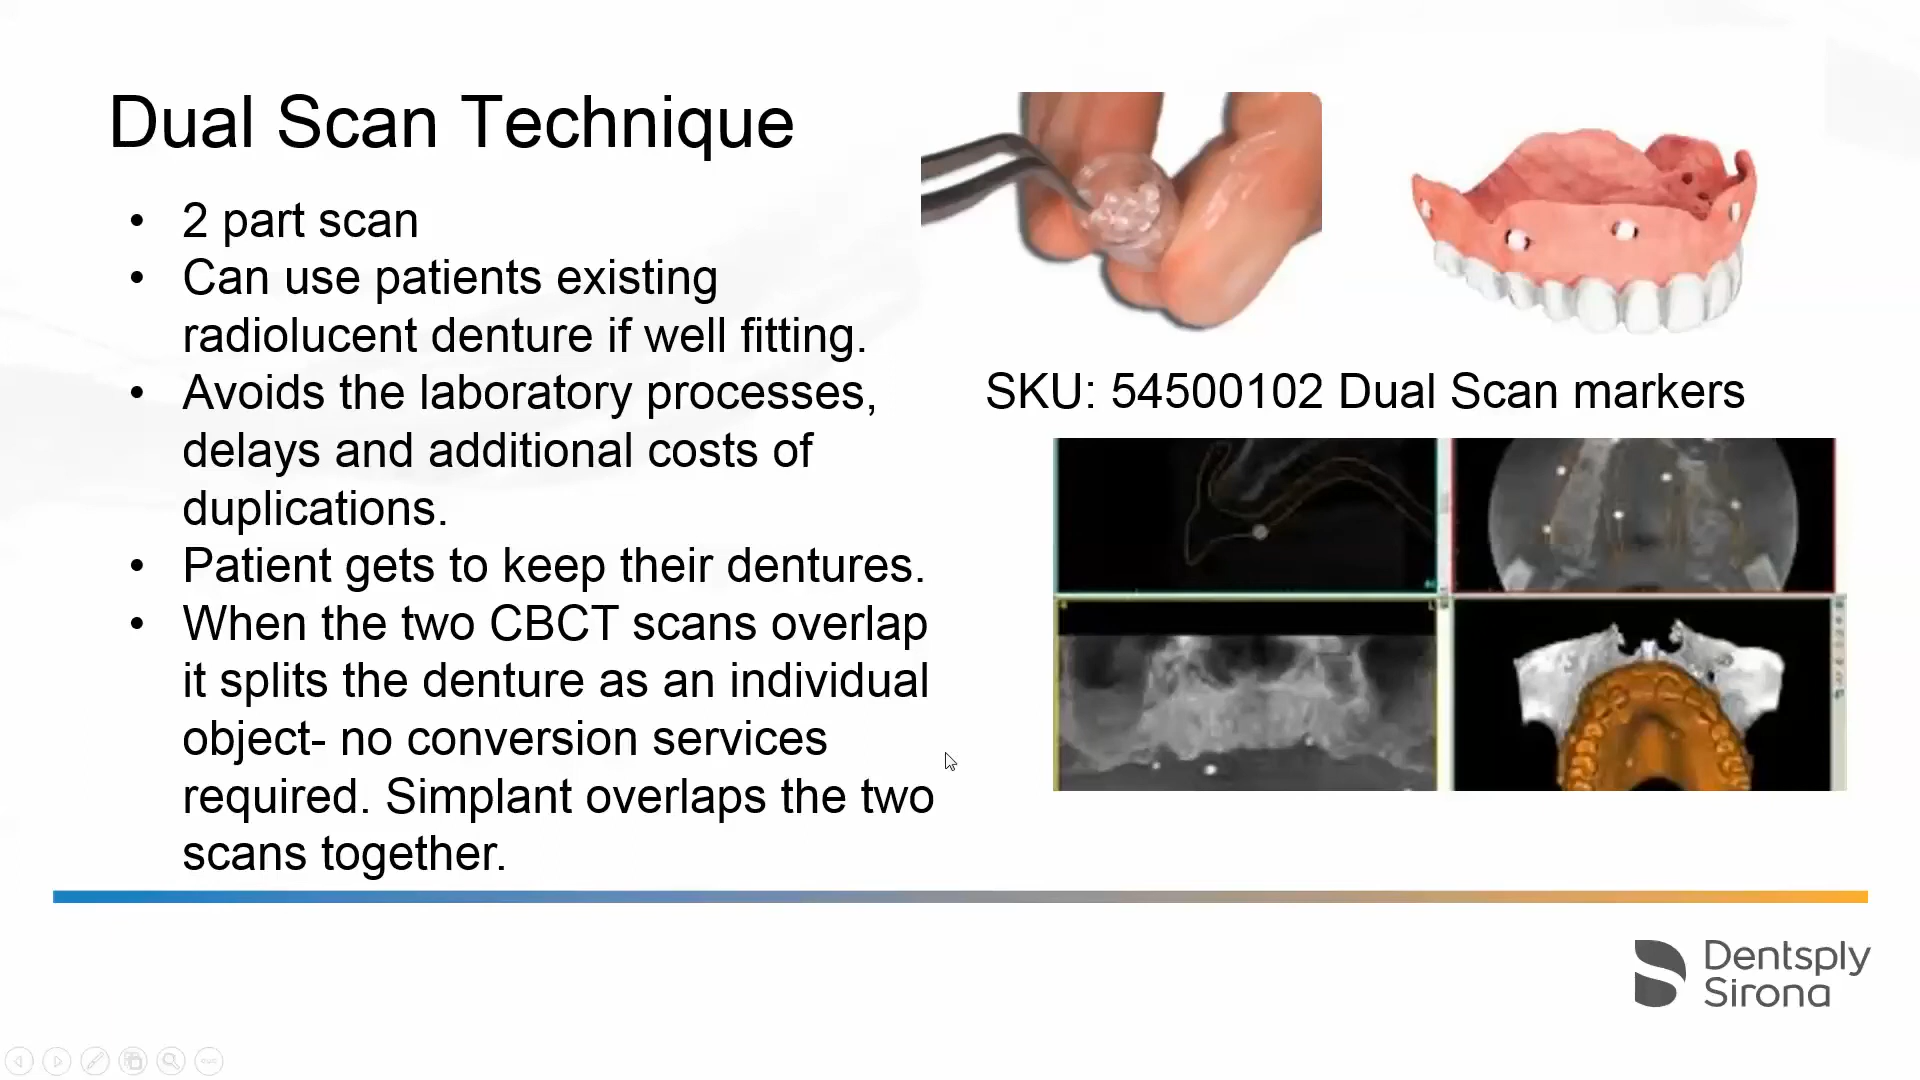 Dual Scan Technique
• 2 part scan
• Can use patients existing
radiolucent denture if well fitting.
• Avoids the laboratory processes,
delays and additional costs of
duplications.
• Patient gets to keep their dentures.
• When the two CBCT scans overlap
it splits the denture as an individual
object- no conversion services
required. Simplant overlaps the two
scans together.
SKU: 54500102 Dual Scan markers
Dentsply
Sirona